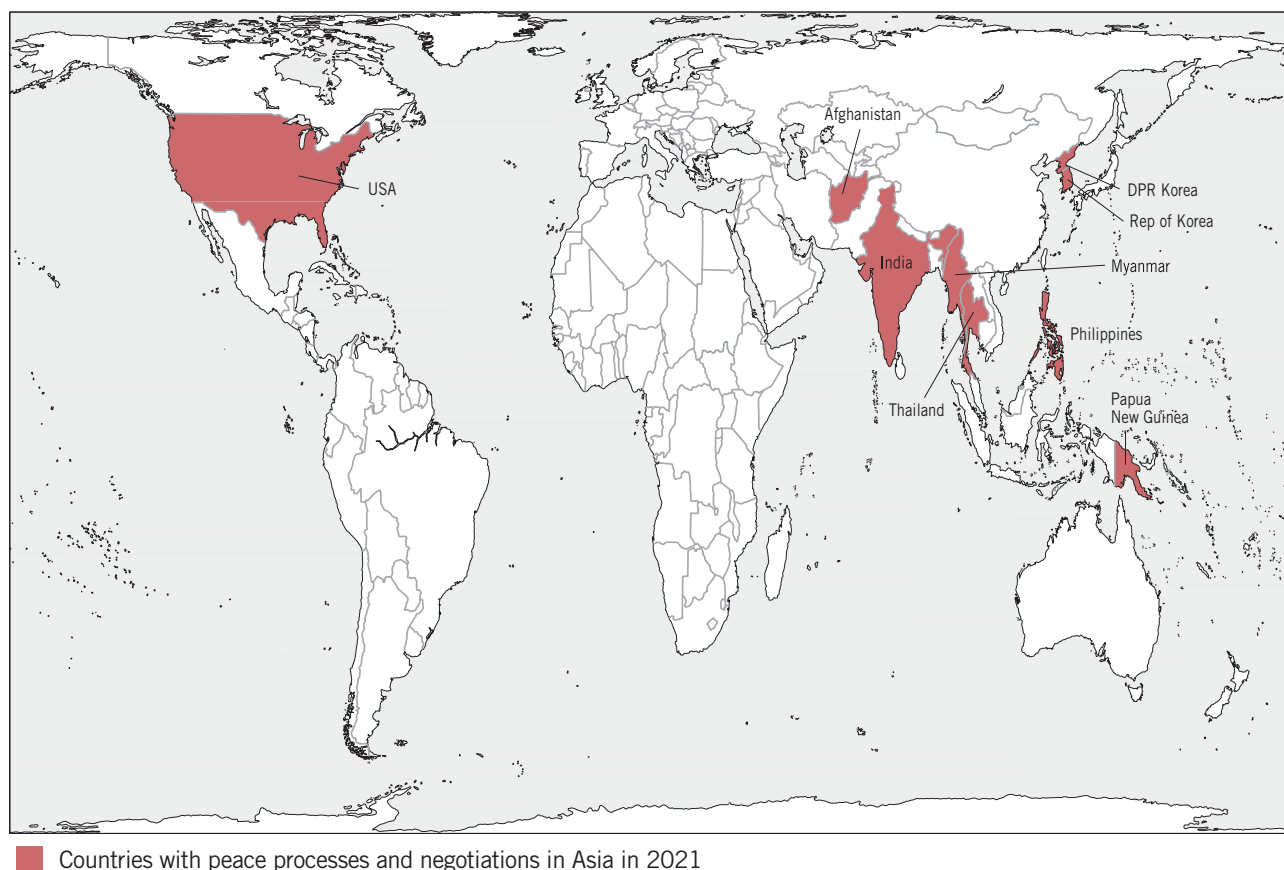 Afghanistan
USA
DPR Korea
Rep of Korea
India
Myanmar
Philippines
Thailand
Papua
New Guinea
Countries with peace processes and negotiations in Asia in 2021